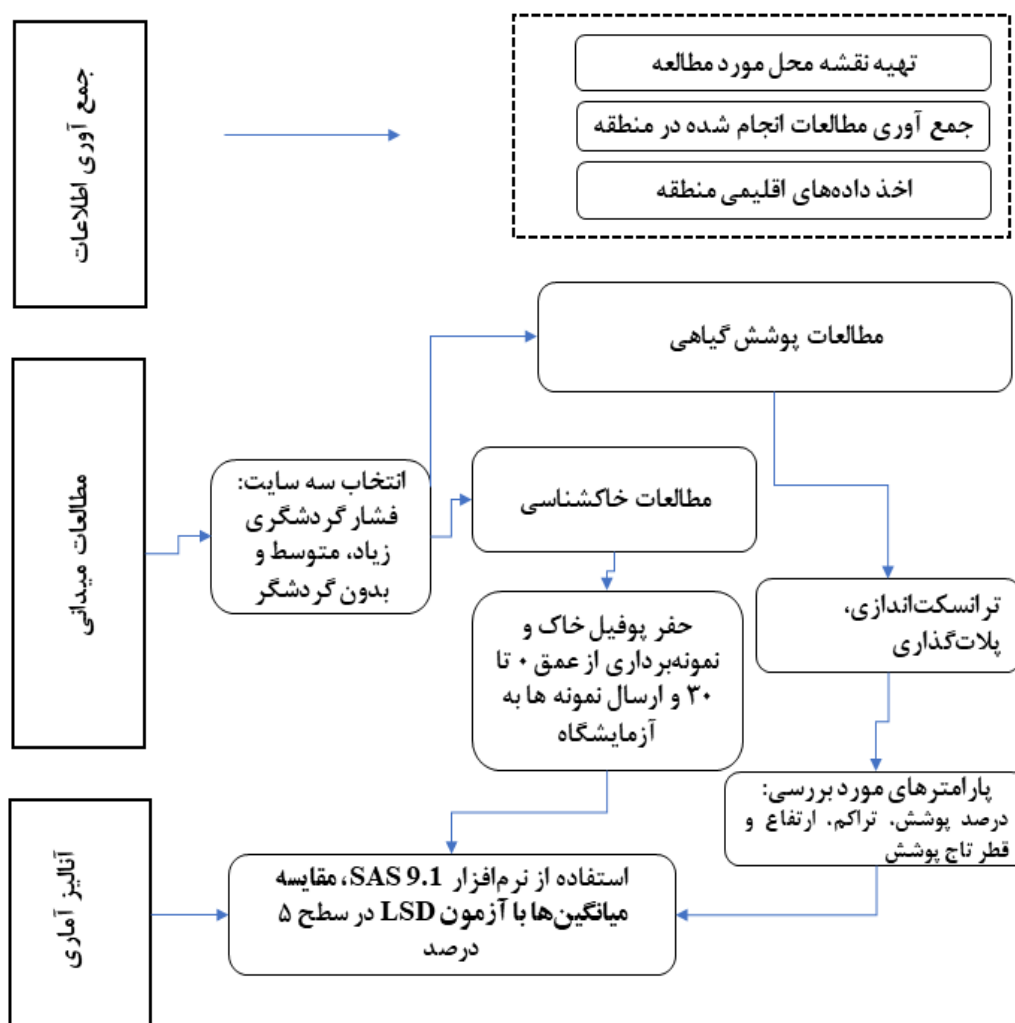 جمع آوری اطلاعات
تهیه نقشه محل مورد مطالعه
جمع آوری مطالعات انجام شده در منطقه
اخذ داده‌های اقلیمی منطقه
مطالعات میدانی
انتخاب سه سایت:
فشار گردشگری
زیاد، متوسط و
بدون گردشگر
مطالعات پوشش گیاهی
مطالعات خاکشناسی
ترانسکت‌اندازی،
پلات‌گذاری
حفر پوفیل خاک و
نمونه‌برداری از عمق ۰ تا
۳۰ و ارسال نمونه ها به
آزمایشگاه
پارامترهای مورد بررسی:
درصد پوشش، تراکم، ارتفاع و
قطر تاج پوشش
آنالیز آماری
استفاده از نرم‌افزار SAS 9.1، مقایسه
میانگین‌ها با آزمون LSD در سطح ۵
درصد